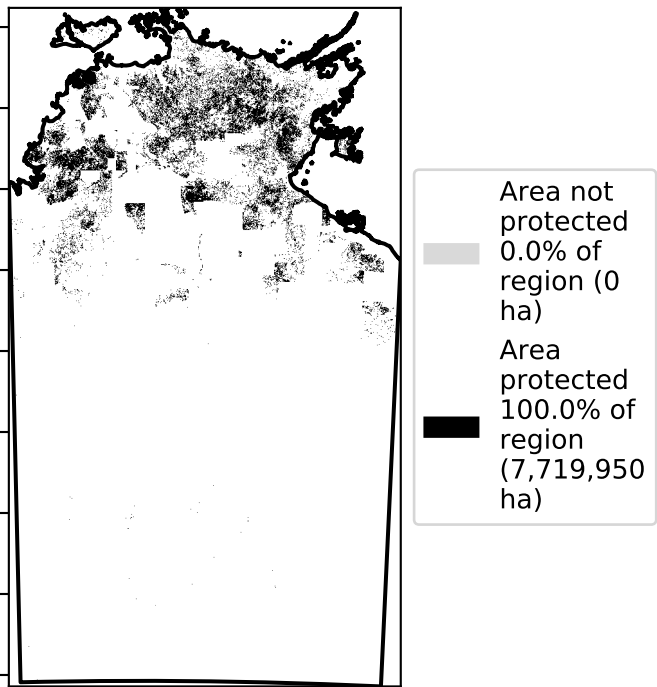 Area not
protected
0.0% of
region (0
ha)
Area
protected
100.0% of
region
(7,719,950
ha)